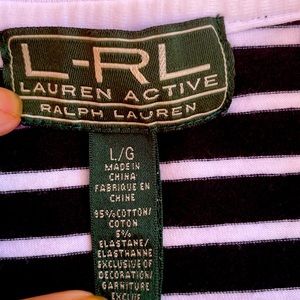 L-RL
LAUREN ACTIVE
RALPH LAUREN
L/G
MADE IN
CHINA
FABRIQUE EN
CHINE
95% COTTON/
COTON
5%
ELASTANE/
ELASTHANNE
EXCLUSIVE OF
DECORATION/
GARNITURE
EXCLUE